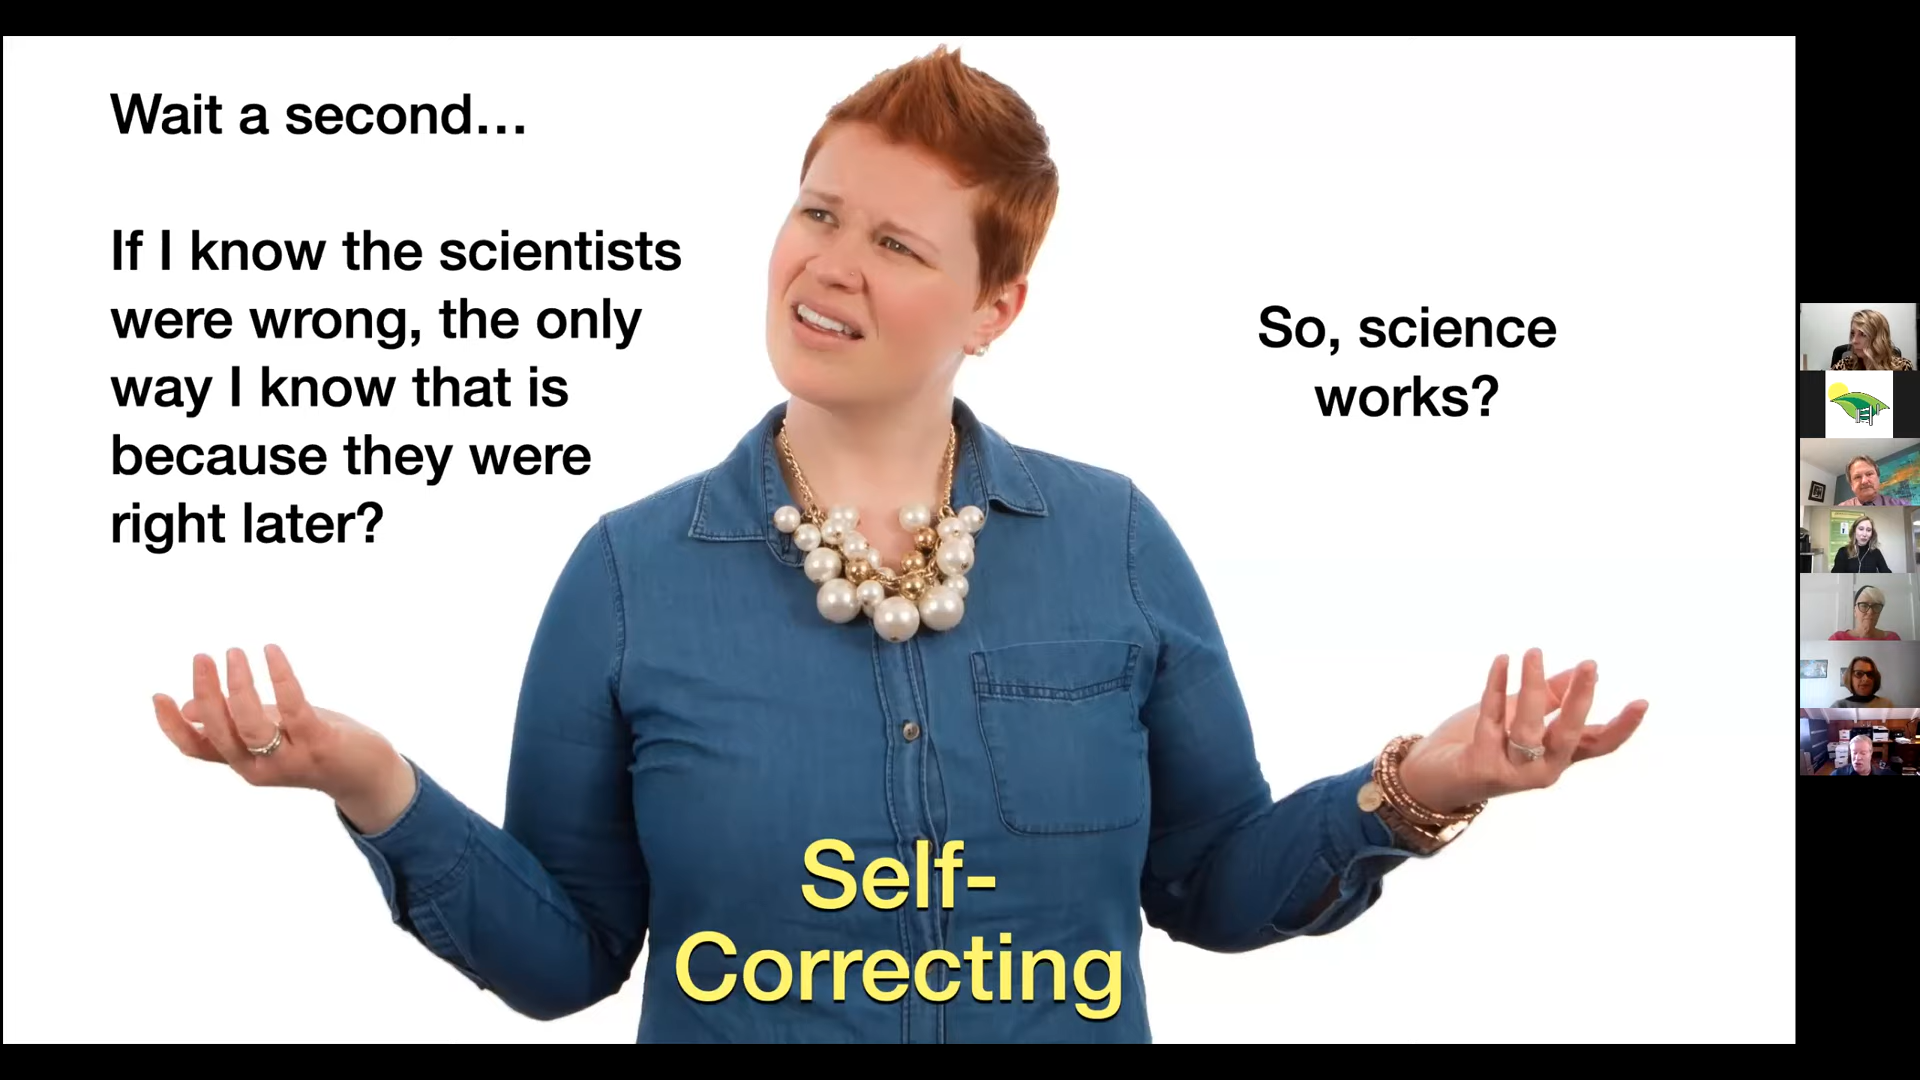 Wait a second...
If I know the scientists
were wrong, the only
way I know that is
because they were
right later?
So, science
works?
Self-
Correcting